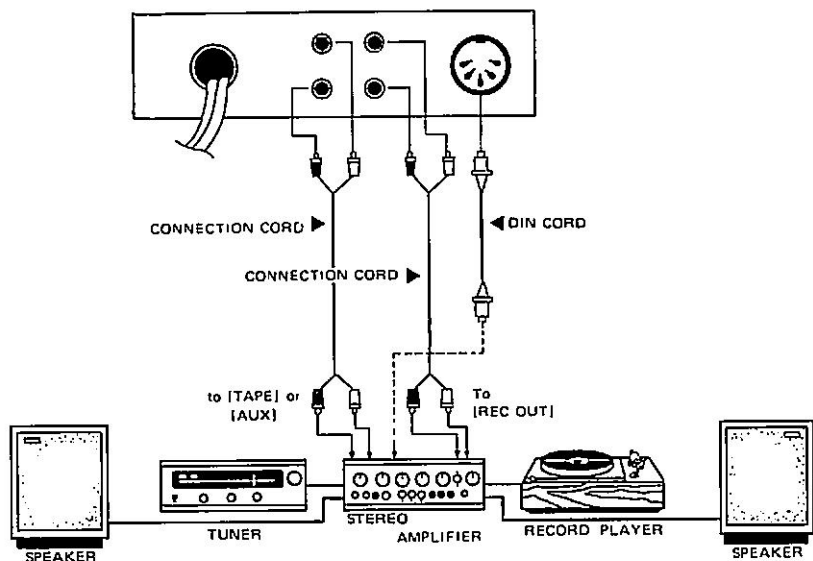 CONNECTION CORD
DIN CORD
CONNECTION CORD
to [TAPE] or
[AUX]
To
[REC OUT]
SPEAKER
TUNER
STEREO
AMPLIFIER
RECORD PLAYER
SPEAKER